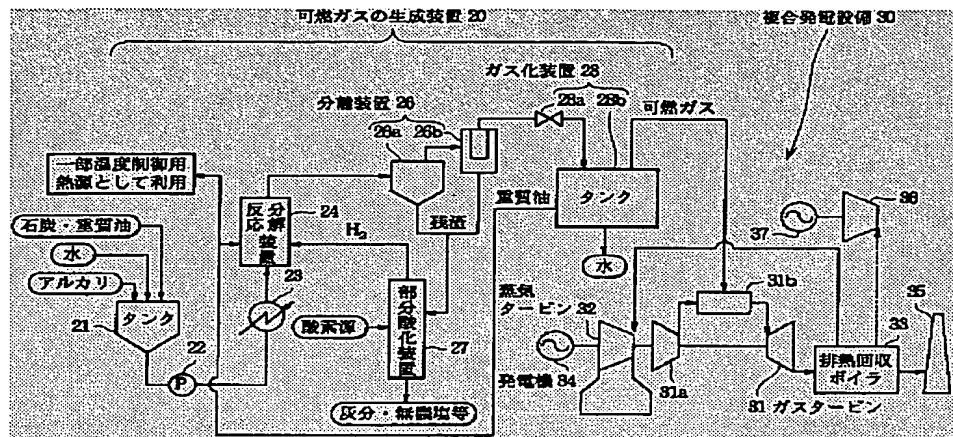 可燃ガスの生成装置 20
複合発電設備 30
ガス化装置 28
28a 28b
可燃ガス
分離装置 26
26a 26b
一部温度制御用
熱源として利用
反応分解装置
24
重質油
タンク
残渣
H₂
36
37
石炭・重質油
水
アルカリ
タンク
21
22
P
23
酸素源
部分酸化装置
27
水
蒸気
タービン 32
31b
35
33
排熱回収
ボイラ
発電機 34
31a
31 ガスタービン
灰分・無機塩等